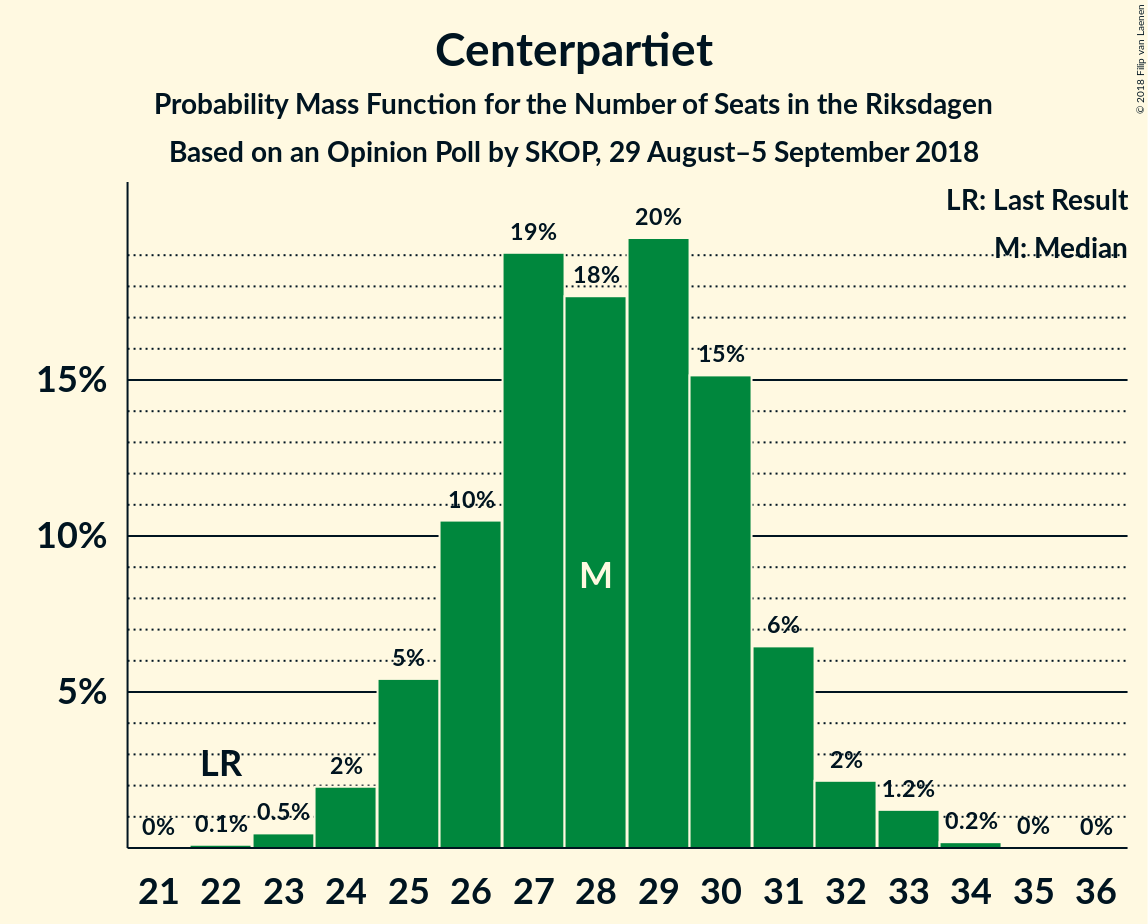 Centerpartiet
Probability Mass Function for the Number of Seats in the Riksdagen
Based on an Opinion Poll by SKOP, 29 August–5 September 2018
© 2018 Filip van Laenen
LR: Last Result
M: Median
15%
10%
5%
0%
0.1%
0.5%
2%
5%
10%
19%
18%
20%
15%
6%
2%
1.2%
0.2%
0%
0%
LR
M
21 22 23 24 25 26 27 28 29 30 31 32 33 34 35 36